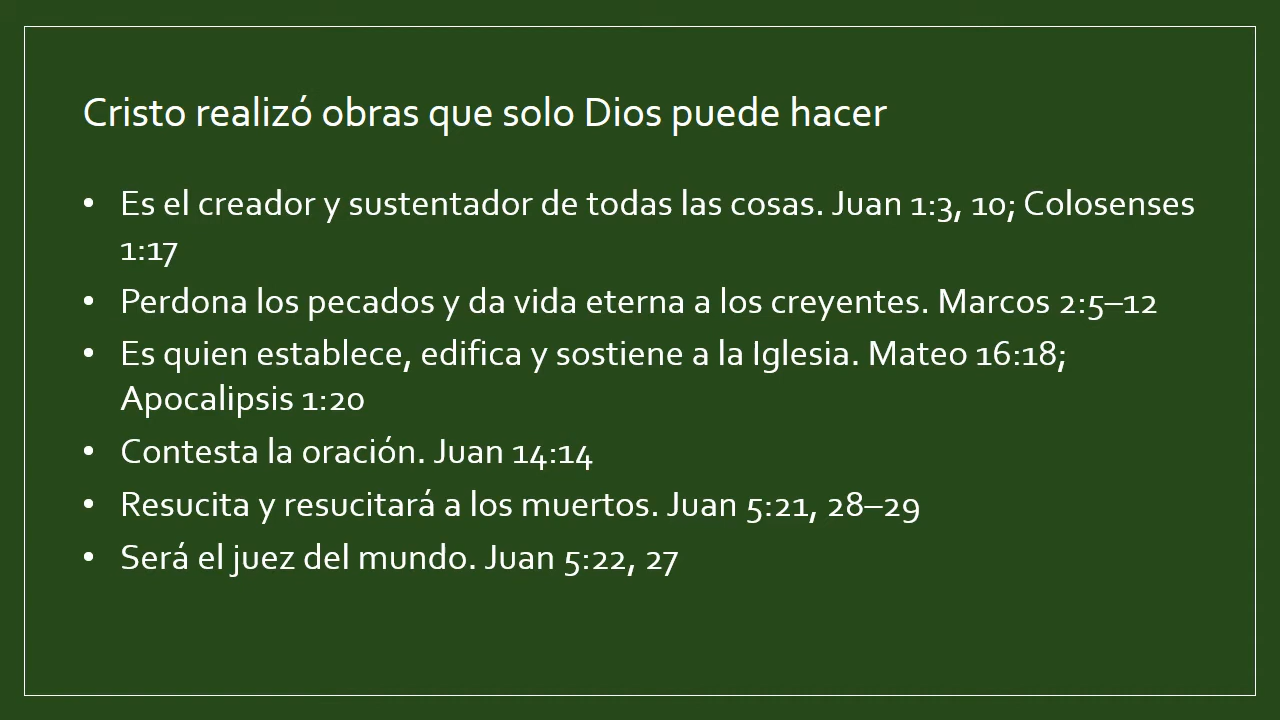 Cristo realizó obras que solo Dios puede hacer
• Es el creador y sustentador de todas las cosas. Juan 1:3, 10; Colosenses
1:17
• Perdona los pecados y da vida eterna a los creyentes. Marcos 2:5–12
• Es quien establece, edifica y sostiene a la Iglesia. Mateo 16:18;
Apocalipsis 1:20
• Contesta la oración. Juan 14:14
• Resucita y resucitará a los muertos. Juan 5:21, 28–29
• Será el juez del mundo. Juan 5:22, 27